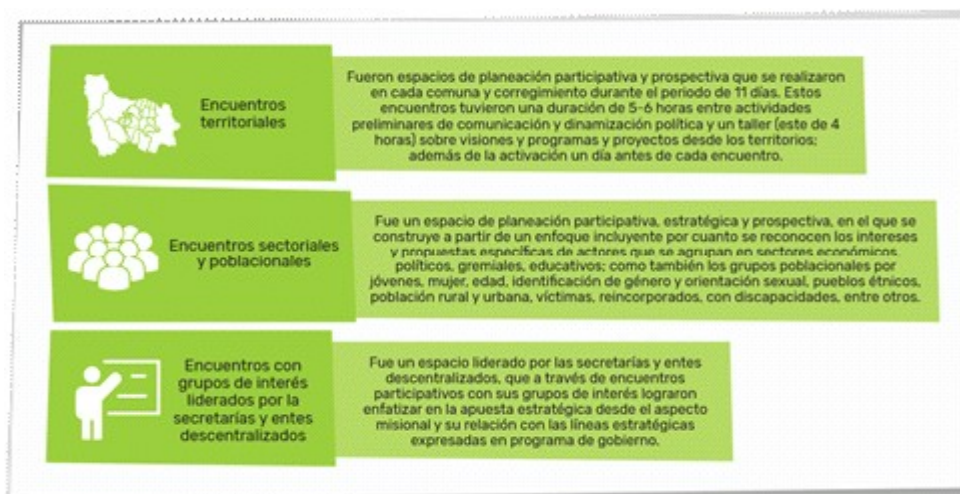 Encuentros
territoriales
Fueron espacios de planeación participativa y prospectiva que se realizaron
en cada comuna y corregimiento durante el periodo de 11 días. Estos
encuentros tuvieron una duración de 5-6 horas entre actividades
preliminares de comunicación y dinamización política y un taller (este de 4
horas) sobre visiones y programas y proyectos desde los territorios;
además de la activación un día antes de cada encuentro.
Encuentros sectoriales
y poblacionales
Fue un espacio de planeación participativa, estratégica y prospectiva, en el que se
construye a partir de un enfoque incluyente por cuanto se reconocen los intereses
y propuestas específicas de actores que se agrupan en sectores económicos,
políticos, gremiales, educativos; como también los grupos poblacionales por
jóvenes, mujer, edad, identificación de género y orientación sexual, pueblos étnicos,
población rural y urbana, víctimas, reincorporados, con discapacidades, entre otros.
Encuentros con
grupos de interés
liderados por la
secretarías y entes
descentralizados
Fue un espacio liderado por las secretarías y entes
descentralizados, que a través de encuentros
participativos con sus grupos de interés lograron
enfatizar en la apuesta estratégica desde el aspecto
misional y su relación con las líneas estratégicas
expresadas en programa de gobierno.